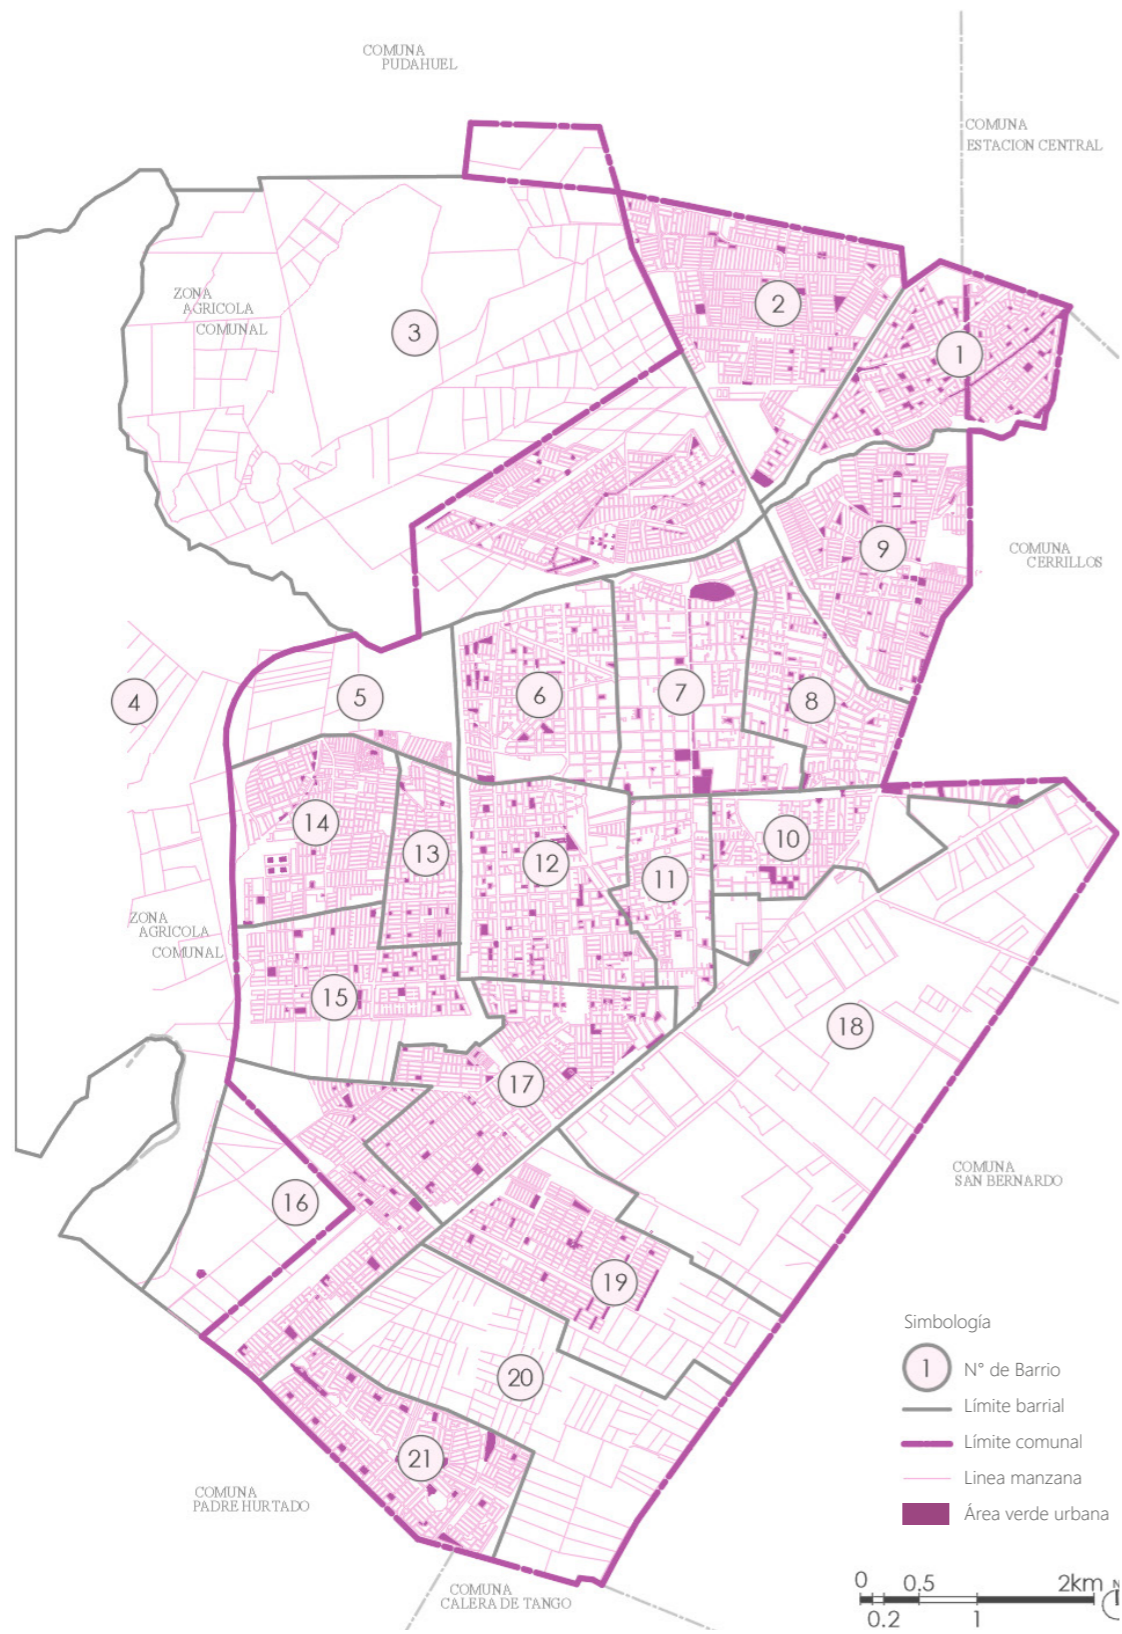 COMUNA
PUDAHUEL
COMUNA
ESTACION CENTRAL
ZONA
AGRICOLA
COMUNAL
2
3
1
9
COMUNA
CERRILLOS
4
5
6
7
8
14
13
12
11
10
ZONA
AGRICOLA
COMUNAL
15
18
17
COMUNA
SAN BERNARDO
16
19
20
21
COMUNA
PADRE HURTADO
COMUNA
CALERA DE TANGO
Simbología
1 N° de Barrio
Límite barrial
Límite comunal
Linea manzana
Área verde urbana
0 0.5 2km N
0.2 1